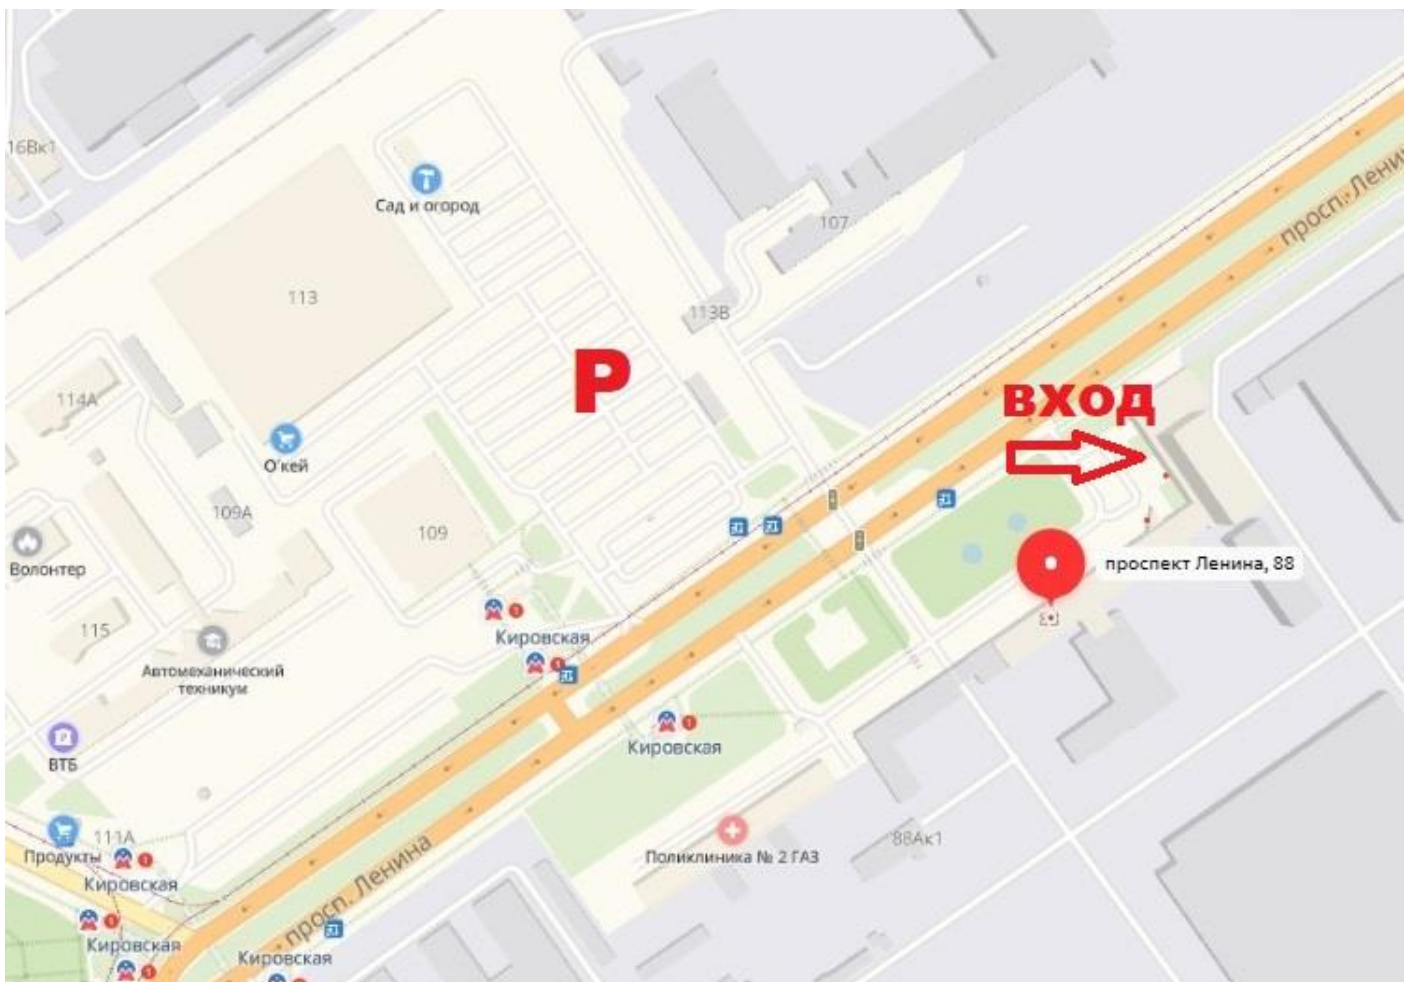 16Вк1
Сад и огород
107
просп. Лени
113
113В
Р
вход
114А
О'кей
109А
109
Волонтер
проспект Ленина, 88
115
Кировская
Автомеханический
техникум
Кировская
ВТБ
111А
Продукты
Кировская
просп. Ленина
Поликлиника № 2 ГАЗ
88Ак1
Кировская
Кировская